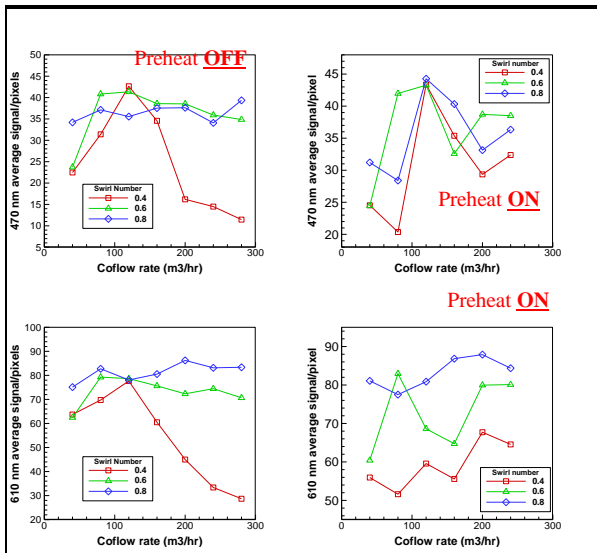 Preheat OFF
470 nm average signal/pixels
50
45
40
35
30
25
20
15
10
5
Swirl Number
0.4
0.6
0.8
0 100 200 300
Coflow rate (m3/hr)
470 nm average signal/pixel
45
40
35
30
25
20
Swirl number
0.4
0.6
0.8
Preheat ON
0 100 200 300
Coflow rate (m3/hr)
610 nm average signal/pixels
100
90
80
70
60
50
40
30
20
Swirl Number
0.4
0.6
0.8
0 100 200 300
Coflow rate (m3/hr)
Preheat ON
610 nm average signal/pixel
90
80
70
60
50
Swirl number
0.4
0.6
0.8
0 100 200 300
Coflow rate (m3/hr)